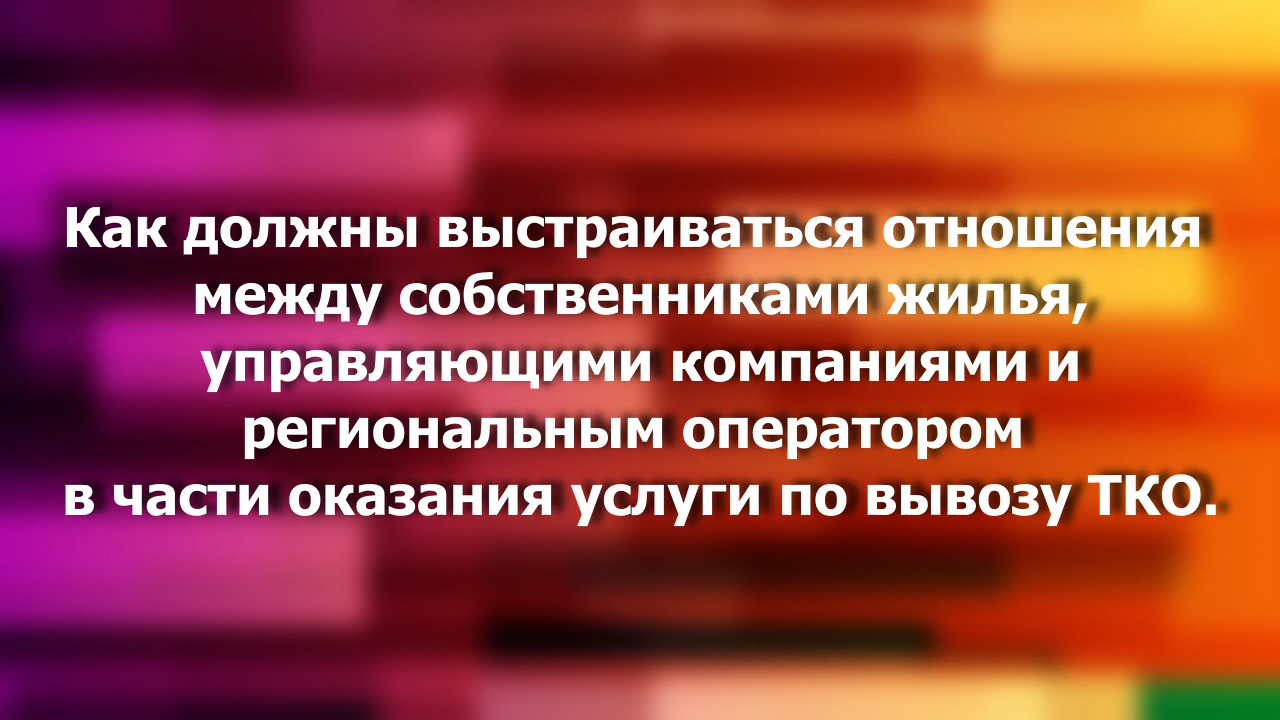 Как должны выстраиваться отношения
между собственниками жилья,
управляющими компаниями и
региональным оператором
в части оказания услуги по вывозу ТКО.